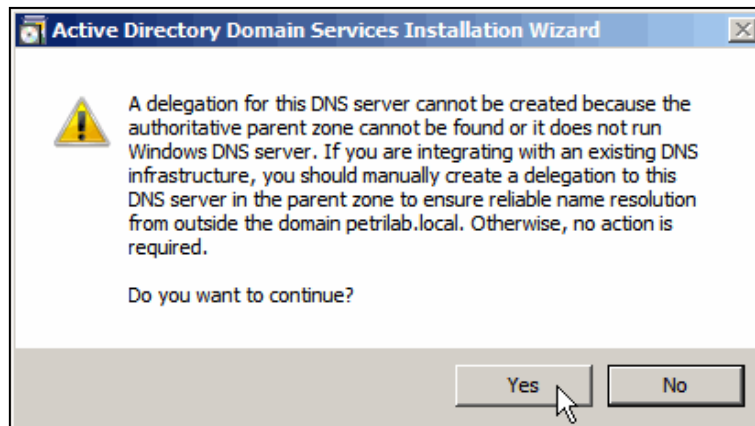 Active Directory Domain Services Installation Wizard
A delegation for this DNS server cannot be created because the
authoritative parent zone cannot be found or it does not run
Windows DNS server. If you are integrating with an existing DNS
infrastructure, you should manually create a delegation to this
DNS server in the parent zone to ensure reliable name resolution
from outside the domain petrilab.local. Otherwise, no action is
required.
Do you want to continue?
Yes No